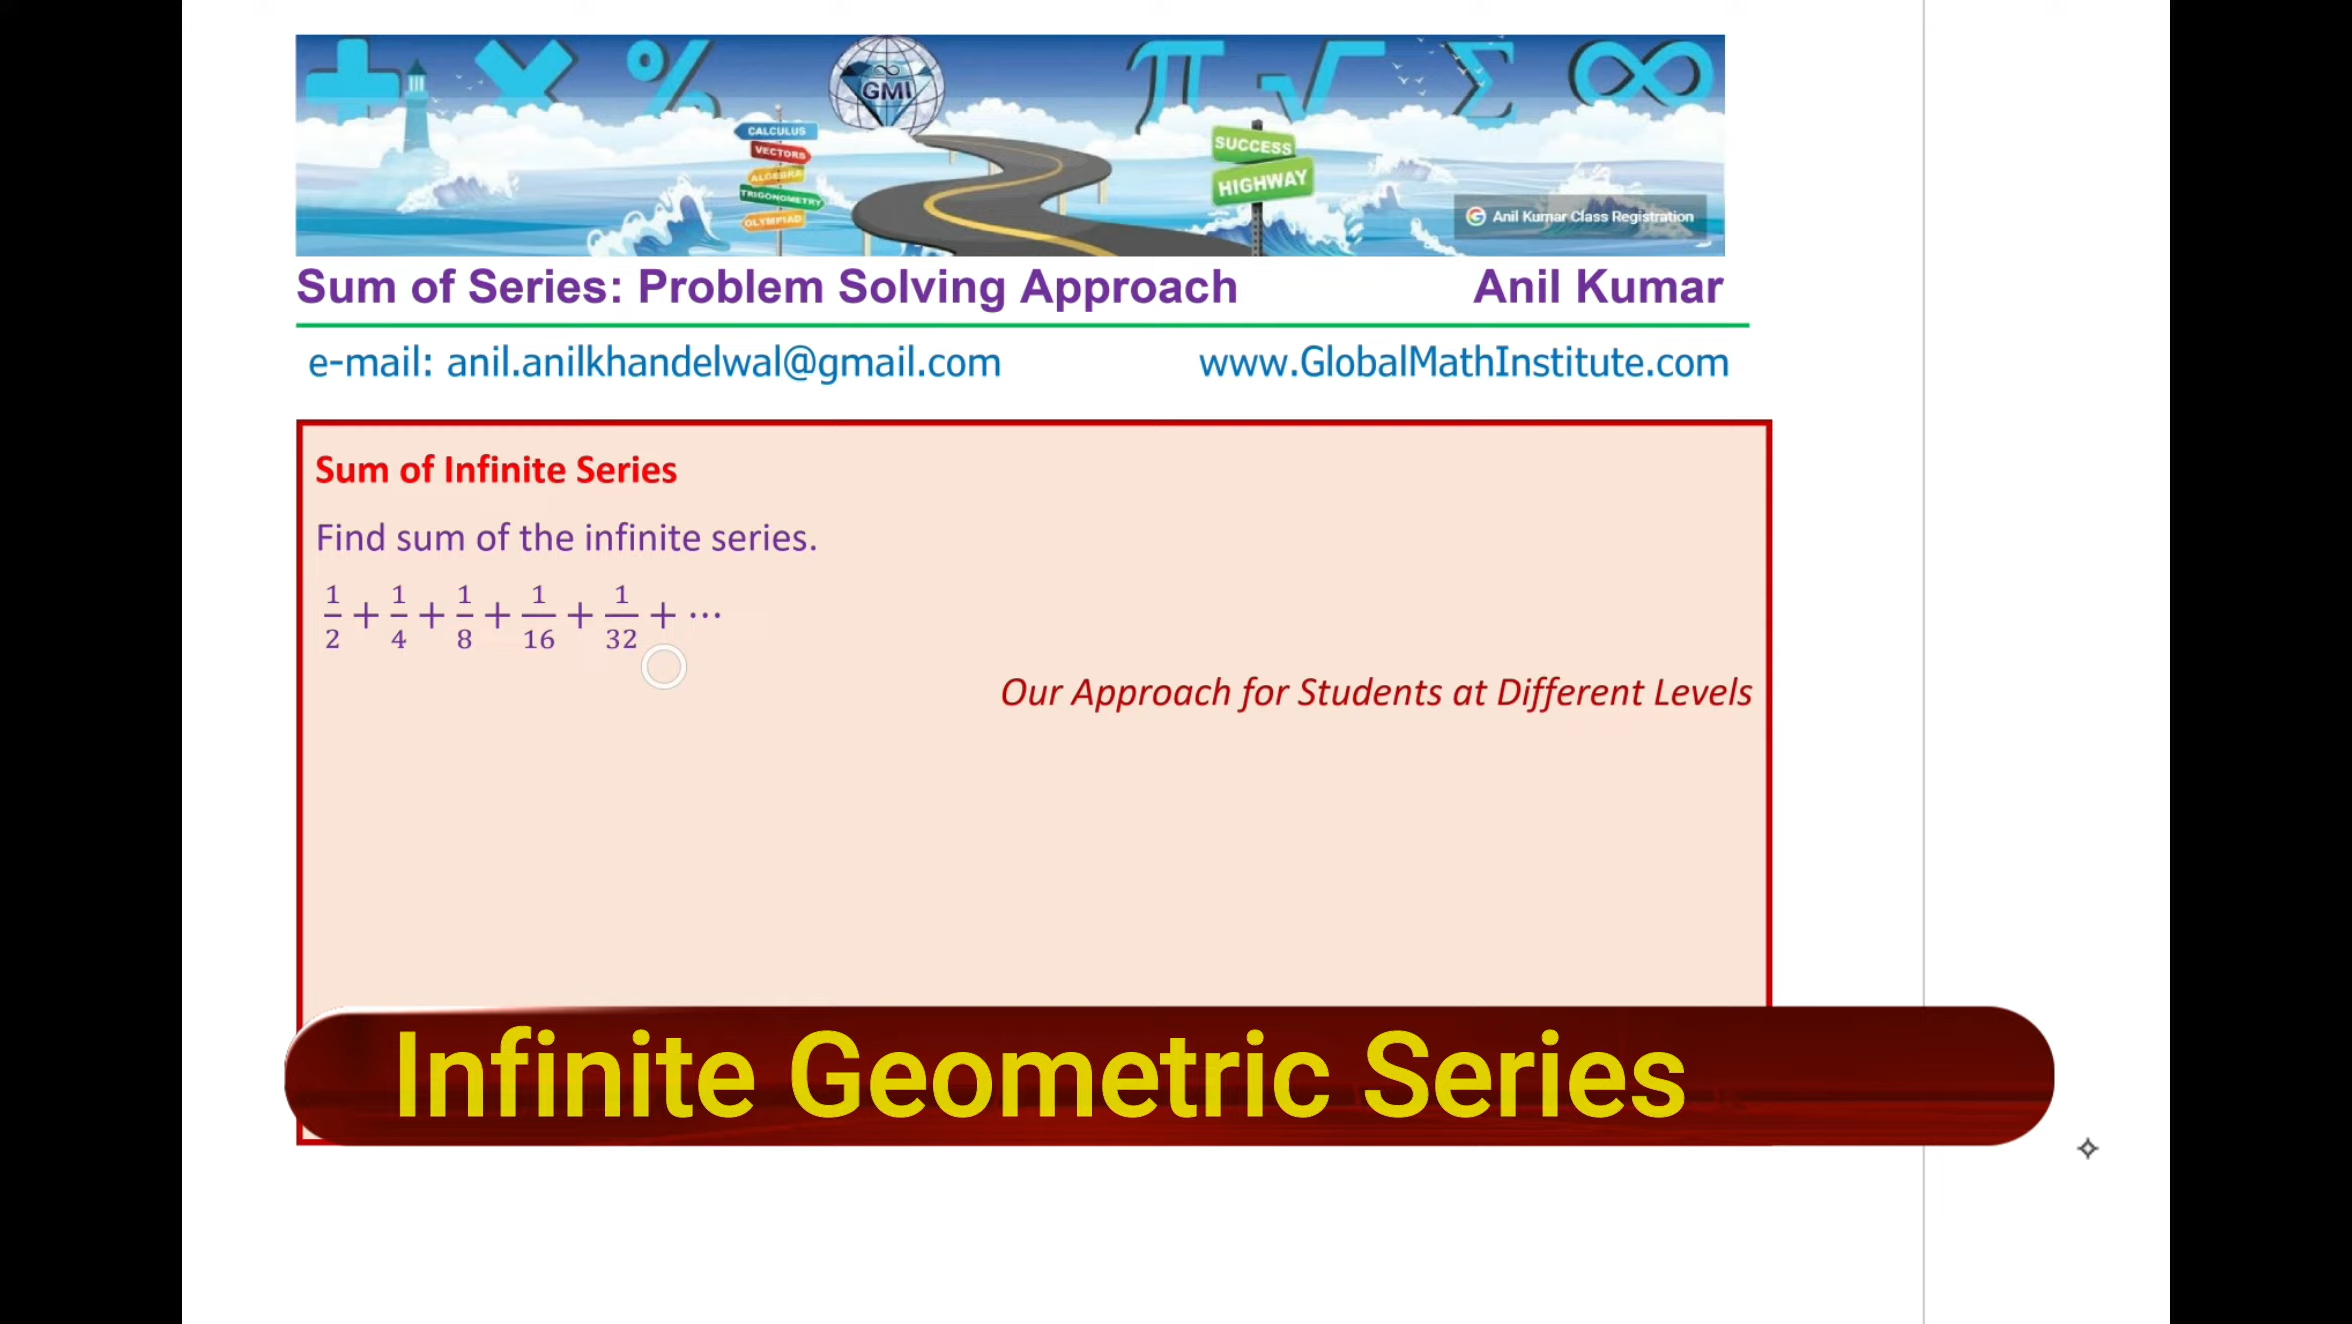 + × % π √ Σ ∞
∞
GMI
CALCULUS
VECTORS
ALGEBRA
TRIGONOMETRY
OLYMPIAD
SUCCESS
HIGHWAY
Anil Kumar Class Registration
Sum of Series: Problem Solving Approach Anil Kumar
e-mail: anil.anilkhandelwal@gmail.com www.GlobalMathInstitute.com
Sum of Infinite Series
Find sum of the infinite series.
1/2 + 1/4 + 1/8 + 1/16 + 1/32 + ⋯
Our Approach for Students at Different Levels
Infinite Geometric Series